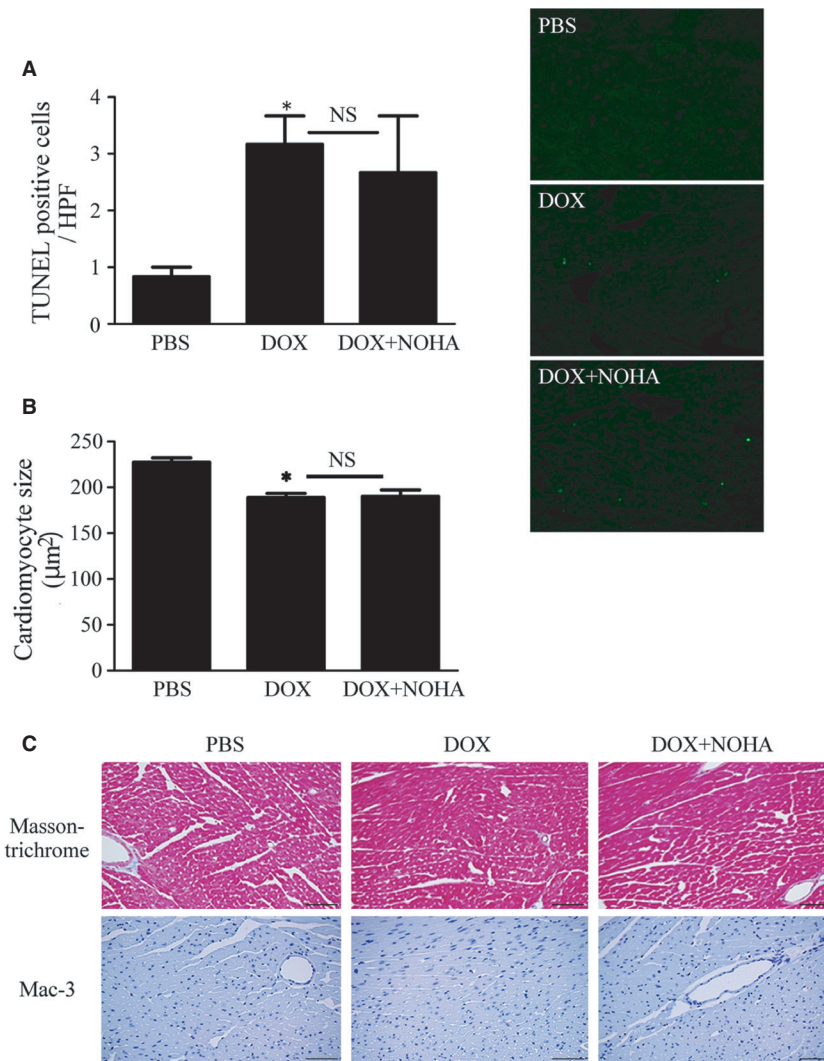 A
TUNEL positive cells
/ HPF
4
3
2
1
0
*
NS
PBS
DOX
DOX+NOHA
PBS
DOX
DOX+NOHA
B
Cardiomyocyte size
(µm²)
250
200
150
100
50
0
*
NS
PBS
DOX
DOX+NOHA
C
PBS
DOX
DOX+NOHA
Masson-
trichrome
Mac-3